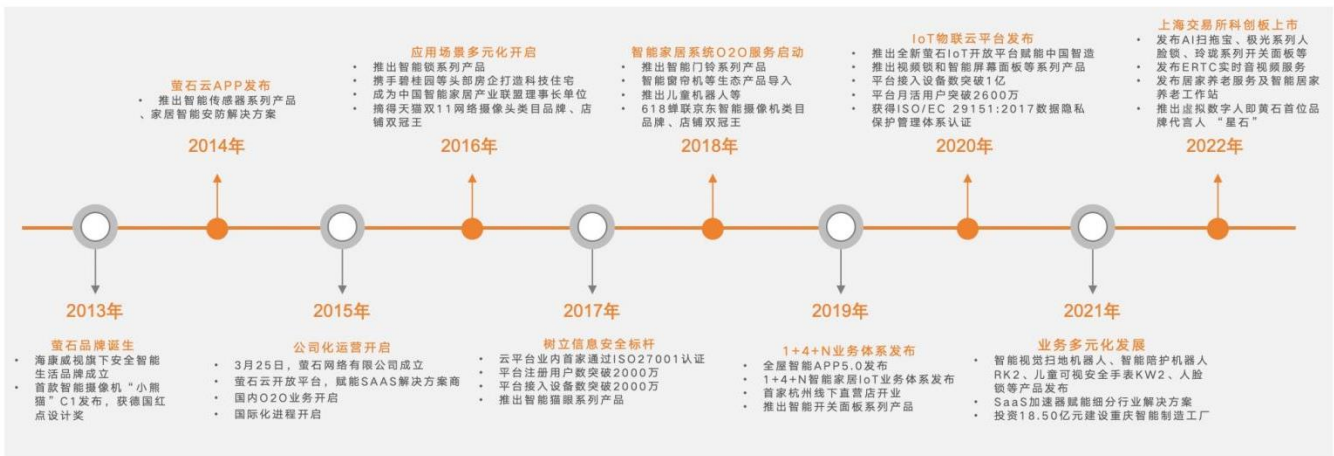 萤石云APP发布
• 推出智能传感器系列产品
、家居智能安防解决方案
2014年
应用场景多元化开启
• 推出智能锁系列产品
• 携手碧桂园等头部房企打造科技住宅
• 成为中国智能家居产业联盟理事长单位
• 摘得天猫双11网络摄像头类目品牌、店
铺双冠王
2016年
智能家居系统O2O服务启动
• 推出智能门铃系列产品
• 智能窗帘机等生态产品导入
• 推出儿童机器人等
• 618蝉联京东智能摄像机类目
品牌、店铺双冠王
2018年
IoT物联云平台发布
• 推出全新萤石IoT开放平台赋能中国智造
• 推出视频锁和智能屏幕面板等系列产品
• 平台接入设备数突破1亿
• 平台月活用户突破2600万
• 获得ISO/EC 29151:2017数据隐私
保护管理体系认证
2020年
上海交易所科创板上市
• 发布AI扫拖宝、极光系列人
脸锁、玲珑系列开关面板等
• 发布ERTC实时音视频服务
• 发布居家养老服务及智能居家
养老工作站
• 推出虚拟数字人即黄石首位品
牌代言人 “星石”
2022年
2013年
萤石品牌诞生
• 海康威视旗下安全智能
生活品牌成立
• 首款智能摄像机“小熊
猫”C1发布，获德国红
点设计奖
2015年
公司化运营开启
• 3月25日，萤石网络有限公司成立
• 萤石云开放平台，赋能SAAS解决方案商
• 国内O2O业务开启
• 国际化进程开启
2017年
树立信息安全标杆
• 云平台业内首家通过ISO27001认证
• 平台注册用户数突破2000万
• 平台接入设备数突破2000万
• 推出智能猫眼系列产品
2019年
1+4+N业务体系发布
• 全屋智能APP5.0发布
• 1+4+N智能家居IoT业务体系发布
• 首家杭州线下直营店开业
• 推出智能开关面板系列产品
2021年
业务多元化发展
• 智能视觉扫地机器人、智能陪护机器人
RK2、儿童可视安全手表KW2、人脸
锁等产品发布
• SaaS加速器赋能细分行业解决方案
• 投资18.50亿元建设重庆智能制造工厂